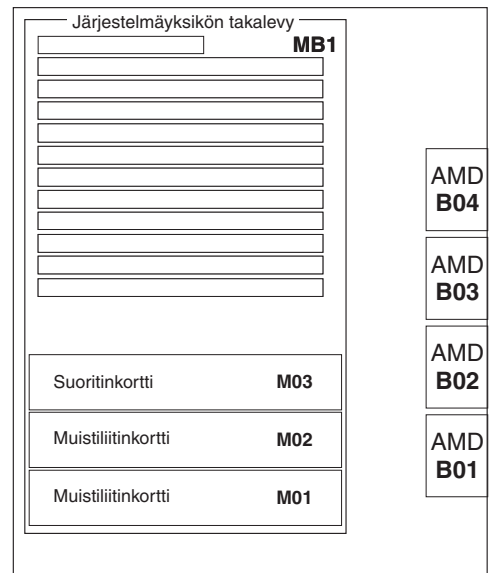 Järjestelmäyksikön takalevy
MB1
AMD
B04
AMD
B03
AMD
B02
AMD
B01
Suoritinkortti M03
Muistiliitinkortti M02
Muistiliitinkortti M01